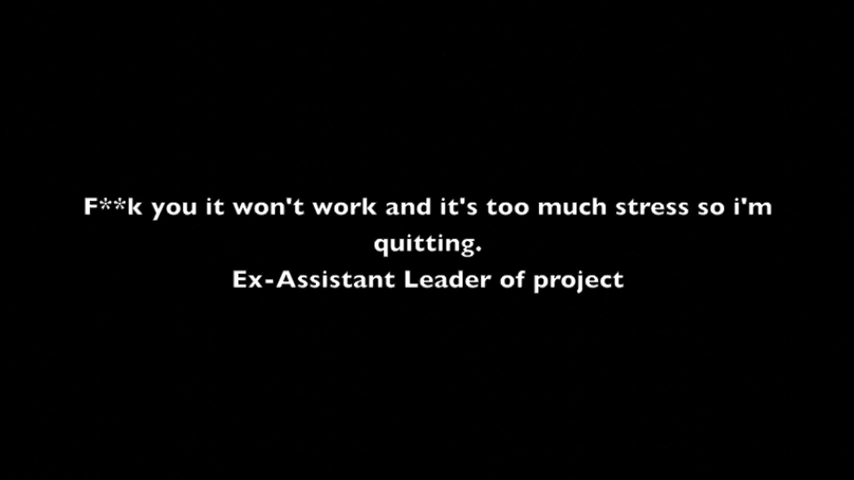 F**k you it won't work and it's too much stress so i'm
quitting.
Ex-Assistant Leader of project